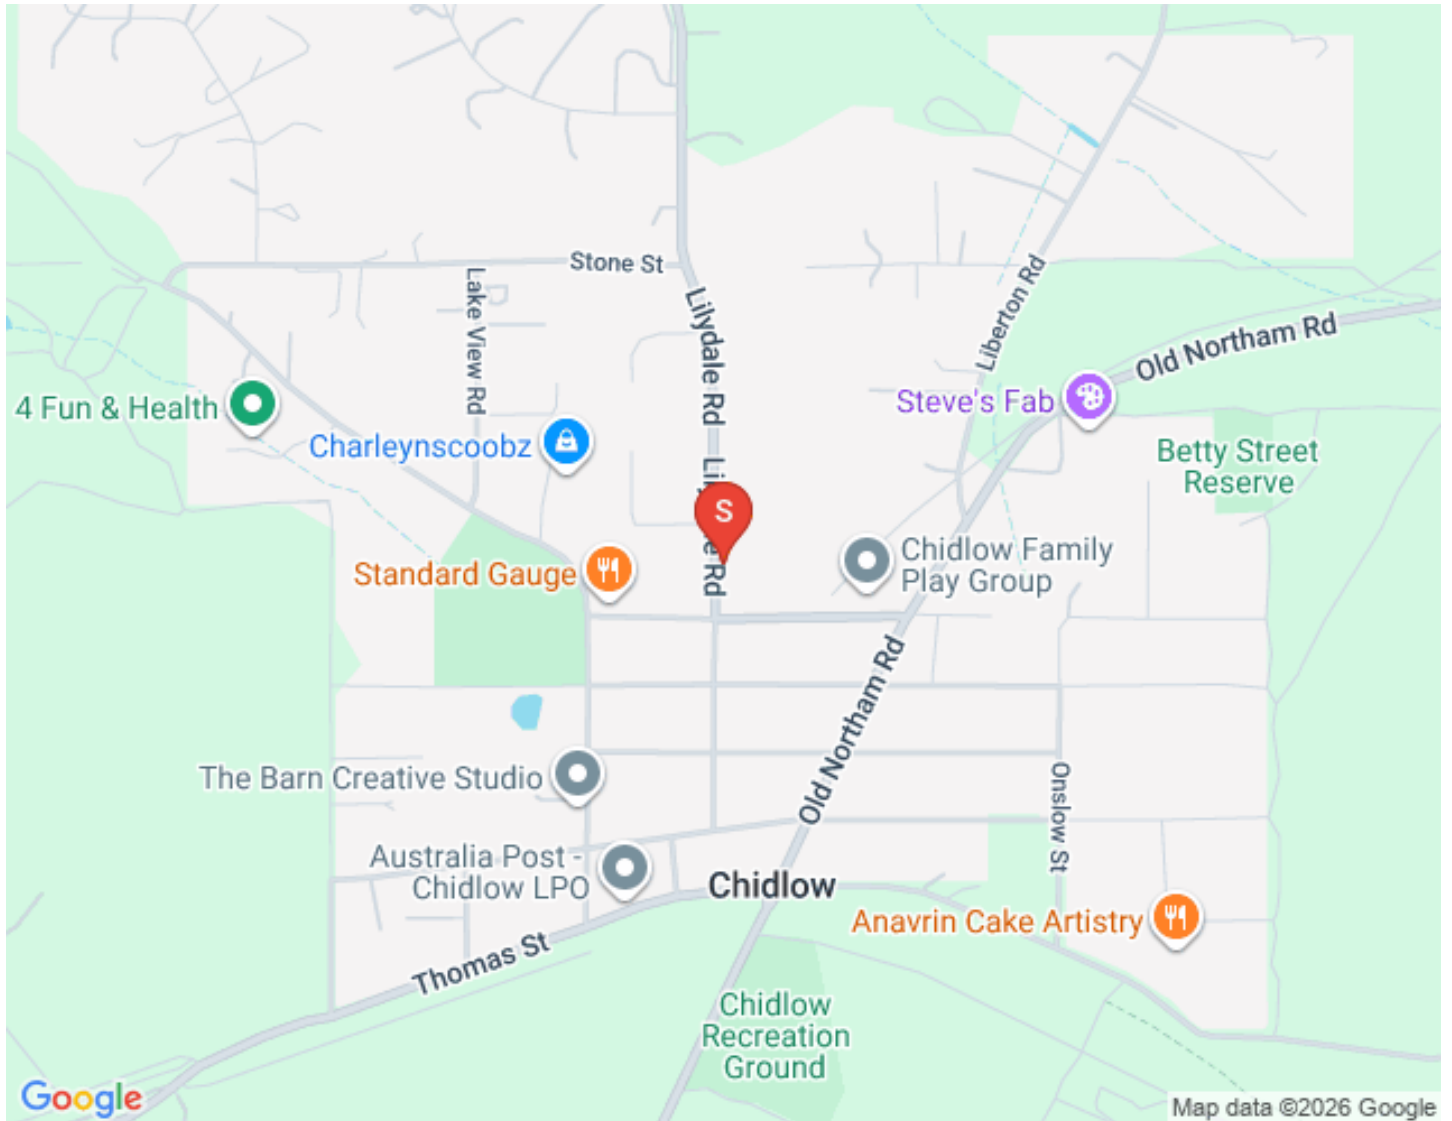 Stone St
Lake View Rd
Lilydale Rd
Liberton Rd
Old Northam Rd
4 Fun & Health
Steve's Fab
Charleynscoobz
Betty Street
Reserve
S
Rd
Standard Gauge
Chidlow Family
Play Group
Old Northam Rd
The Barn Creative Studio
Onslow St
Australia Post -
Chidlow LPO
Chidlow
Anavrin Cake Artistry
Thomas St
Chidlow
Recreation
Ground
Google
Map data ©2026 Google